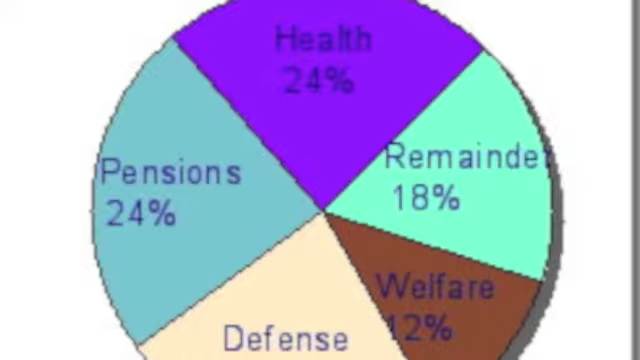 Health
24%
Remainder
18%
Pensions
24%
Welfare
12%
Defense